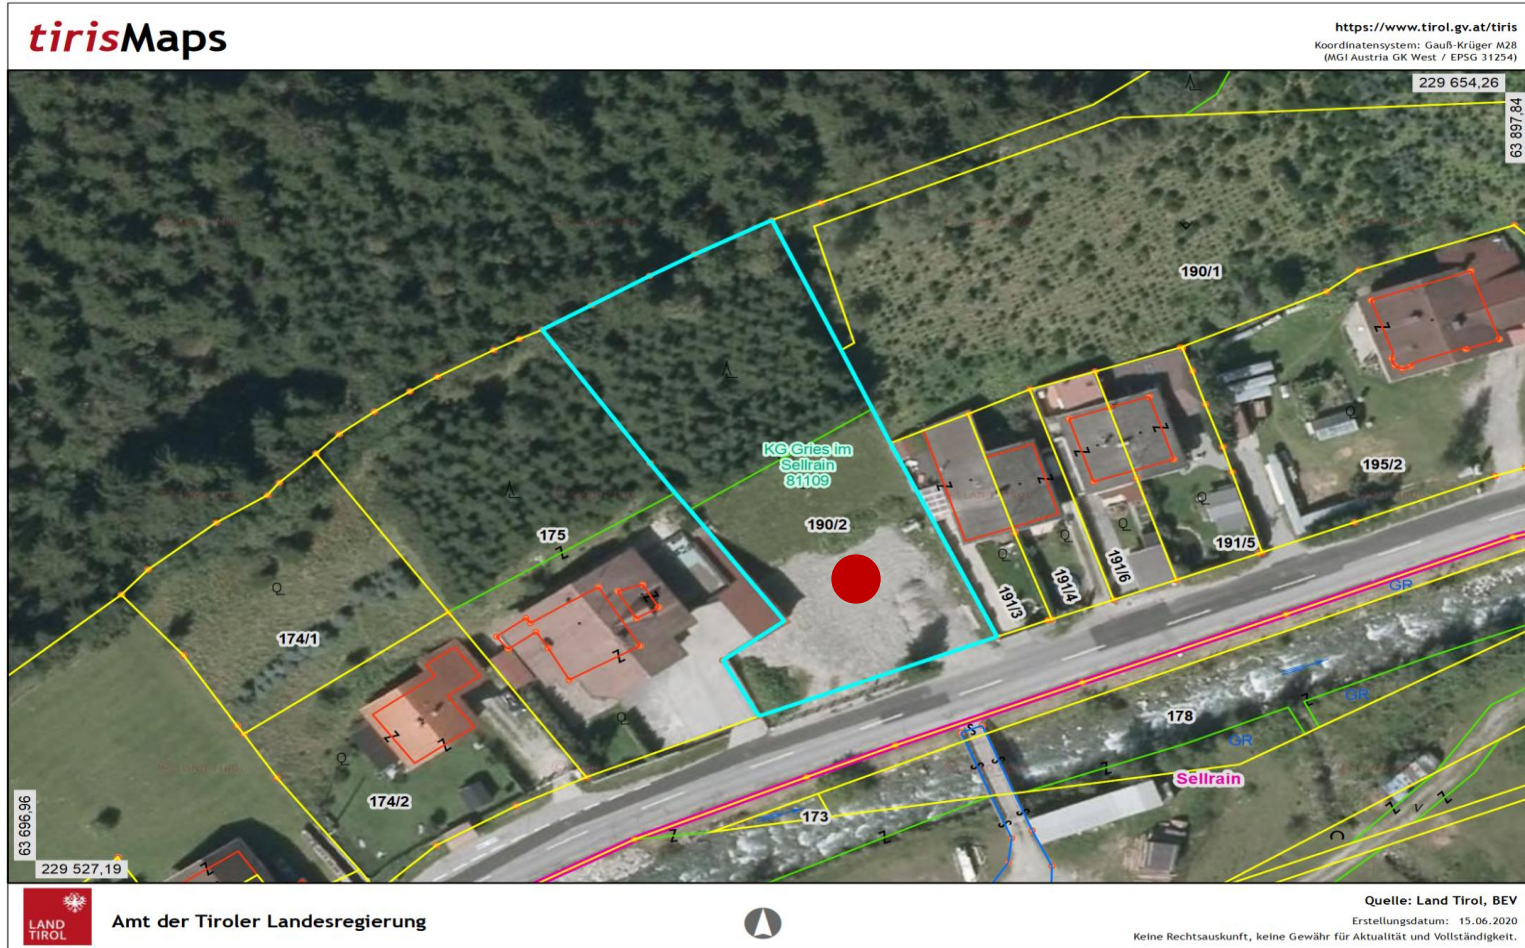 tirisMaps
https://www.tirol.gv.at/tiris
Koordinatensystem: Gauß-Krüger M28
(MGI Austria GK West / EPSG 31254)
229 654,26
63 897,84
190/1
KG Gries im
Sellrain
81109
195/2
190/2
175
191/5
191/6
191/4
191/3
GR
174/1
GR
178
GR
Sellrain
174/2
173
63 696,96
229 527,19
LAND
TIROL
Amt der Tiroler Landesregierung
Quelle: Land Tirol, BEV
Erstellungsdatum: 15.06.2020
Keine Rechtsauskunft, keine Gewähr für Aktualität und Vollständigkeit.